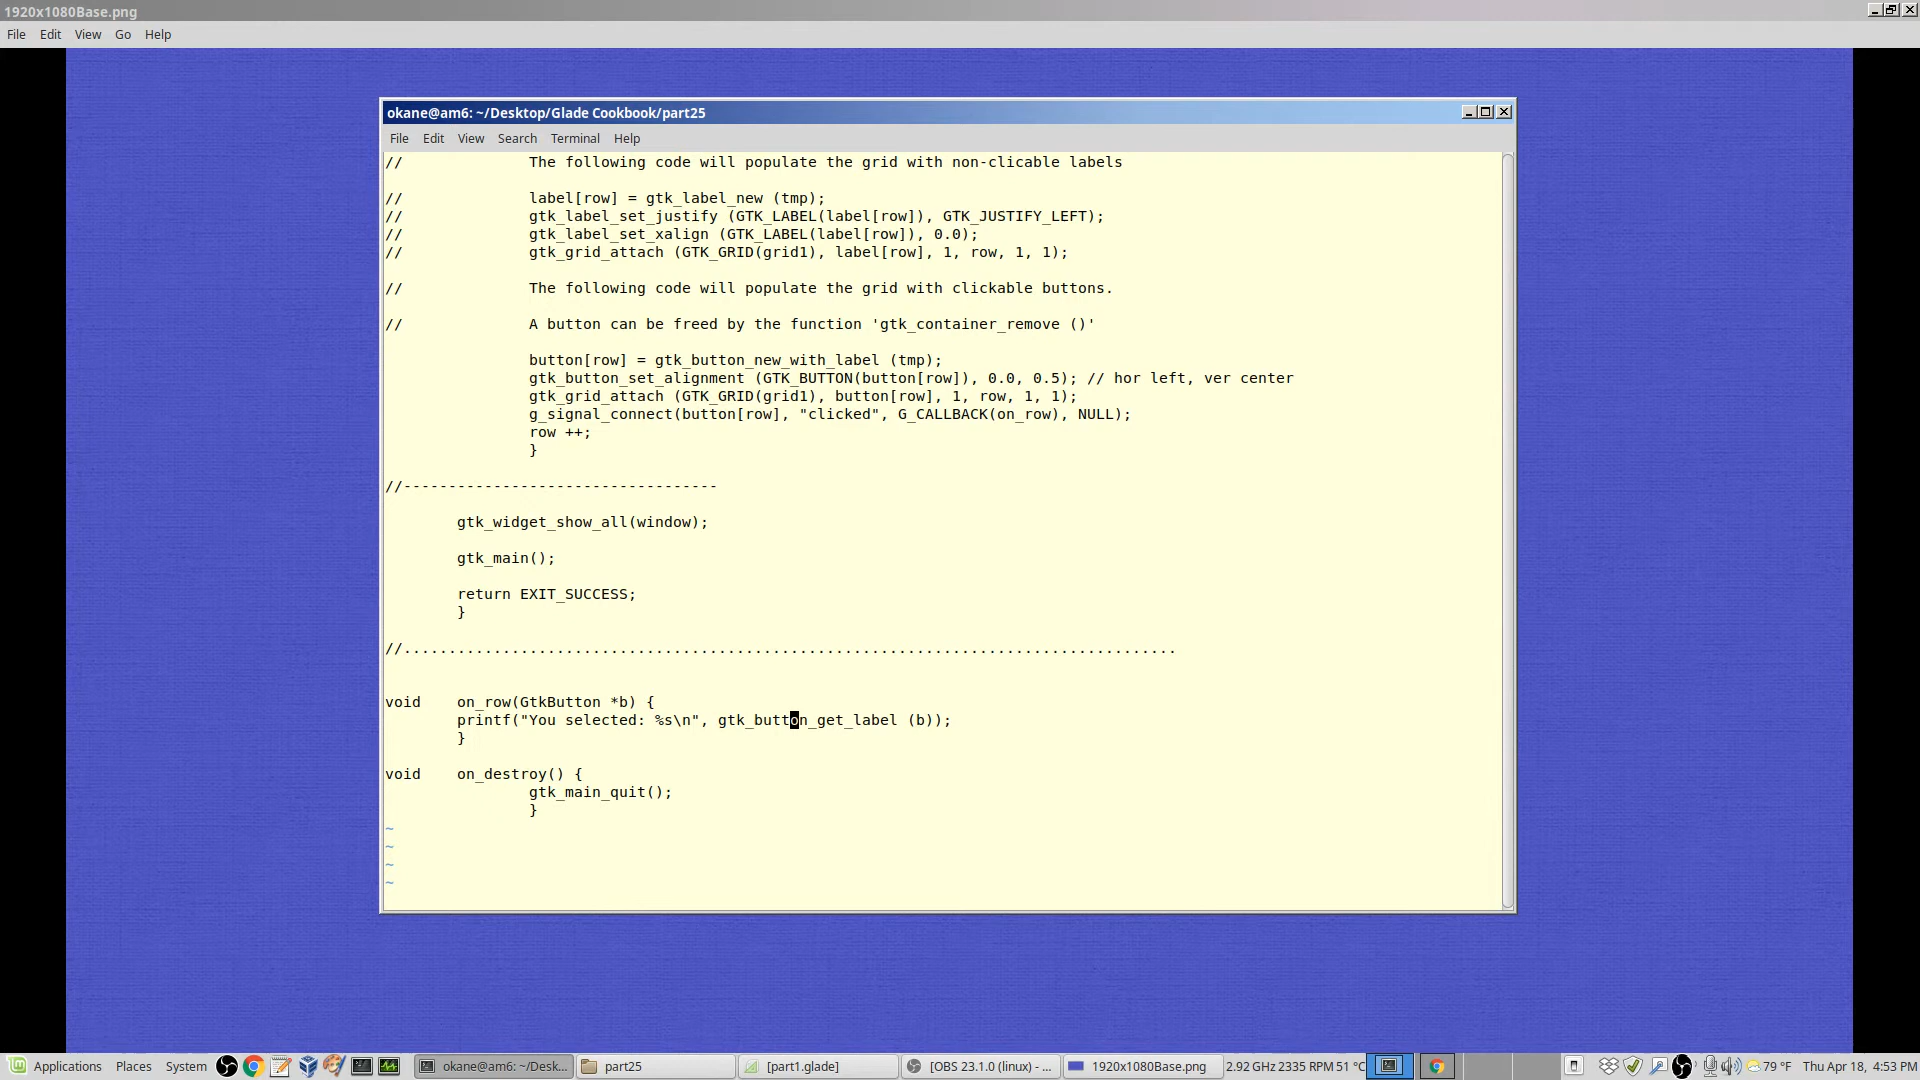 1920x1080Base.png
File Edit View Go Help
okane@am6: ~/Desktop/Glade Cookbook/part25
File Edit View Search Terminal Help
// The following code will populate the grid with non-clicable labels
// label[row] = gtk_label_new (tmp);
// gtk_label_set_justify (GTK_LABEL(label[row]), GTK_JUSTIFY_LEFT);
// gtk_label_set_xalign (GTK_LABEL(label[row]), 0.0);
// gtk_grid_attach (GTK_GRID(grid1), label[row], 1, row, 1, 1);
// The following code will populate the grid with clickable buttons.
// A button can be freed by the function 'gtk_container_remove ()'
button[row] = gtk_button_new_with_label (tmp);
gtk_button_set_alignment (GTK_BUTTON(button[row]), 0.0, 0.5); // hor left, ver center
gtk_grid_attach (GTK_GRID(grid1), button[row], 1, row, 1, 1);
g_signal_connect(button[row], "clicked", G_CALLBACK(on_row), NULL);
row ++;
}
//-----------------------------------
gtk_widget_show_all(window);
gtk_main();
return EXIT_SUCCESS;
}
//......................................................................................
void on_row(GtkButton *b) {
printf("You selected: %s\n", gtk_button_get_label (b));
}
void on_destroy() {
gtk_main_quit();
}
~
~
~
~
Applications Places System okane@am6: ~/Desk... part25 [part1.glade] [OBS 23.1.0 (linux) - ... 1920x1080Base.png 2.92 GHz 2335 RPM 51 °C 79 °F Thu Apr 18, 4:53 PM